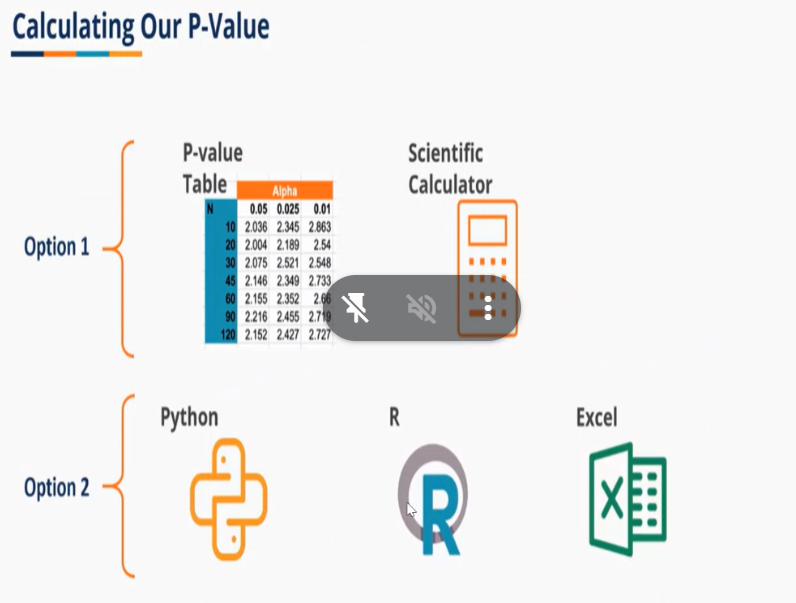 Calculating Our P-Value
P-value
Table
Scientific
Calculator
Option 1
Alpha
N 0.05 0.025 0.01
10 2.036 2.345 2.863
20 2.004 2.189 2.54
30 2.075 2.521 2.548
45 2.146 2.349 2.733
60 2.155 2.352 2.66
90 2.216 2.455 2.719
120 2.152 2.427 2.727
Option 2
Python
R
Excel
R
X